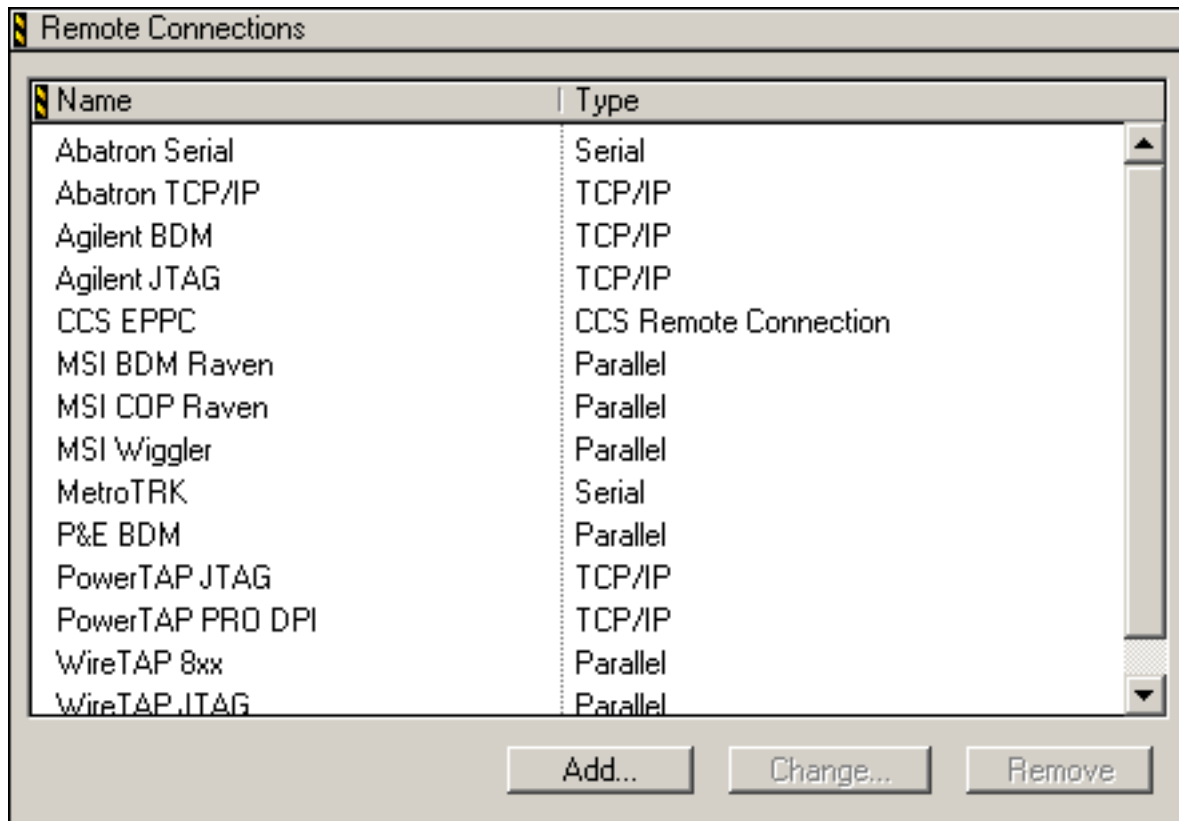 Remote Connections
Name Type
Abatron Serial Serial
Abatron TCP/IP TCP/IP
Agilent BDM TCP/IP
Agilent JTAG TCP/IP
CCS EPPC CCS Remote Connection
MSI BDM Raven Parallel
MSI COP Raven Parallel
MSI Wiggler Parallel
MetroTRK Serial
P&E BDM Parallel
PowerTAP JTAG TCP/IP
PowerTAP PRO DPI TCP/IP
WireTAP 8xx Parallel
WireTAP JTAG Parallel
Add... Change... Remove